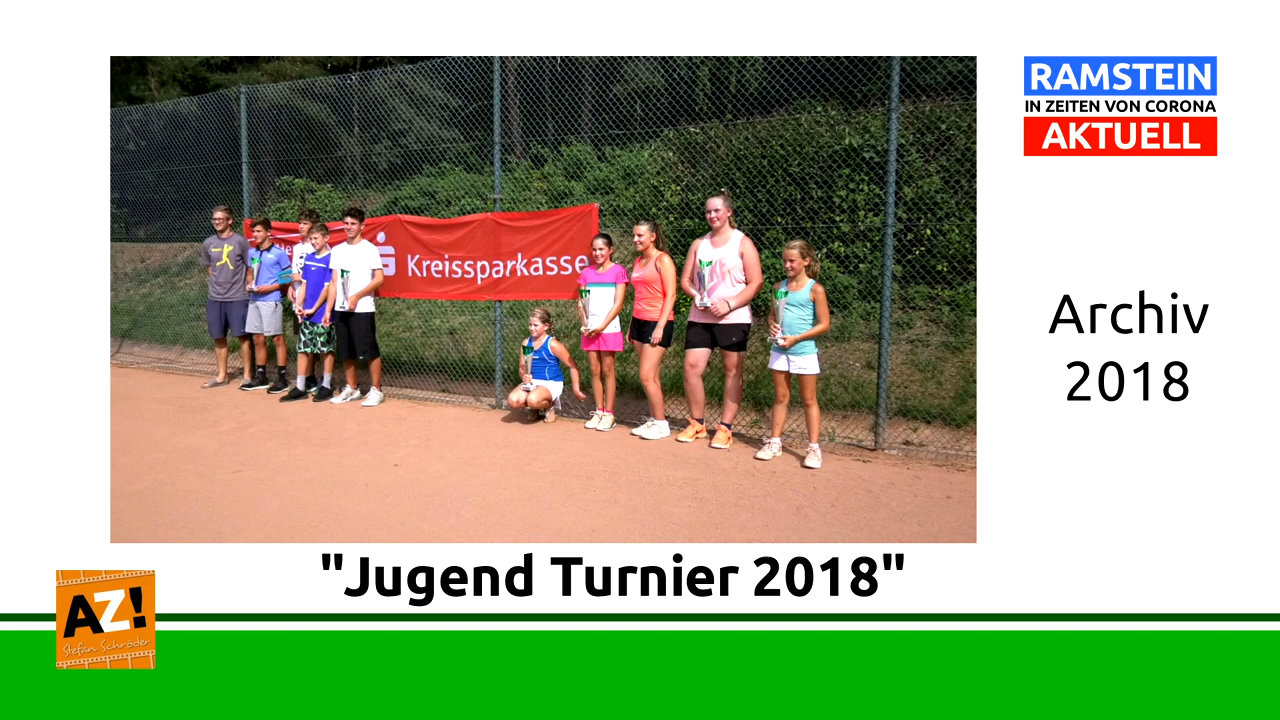 RAMSTEIN
IN ZEITEN VON CORONA
AKTUELL
Kreissparkasse
Archiv
2018
"Jugend Turnier 2018"
AZ!
Stefan Schröder